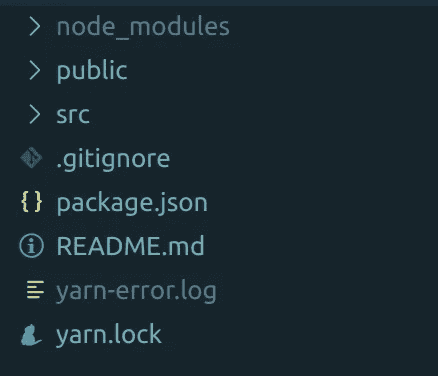 node_modules
public
src
.gitignore
package.json
README.md
yarn-error.log
yarn.lock